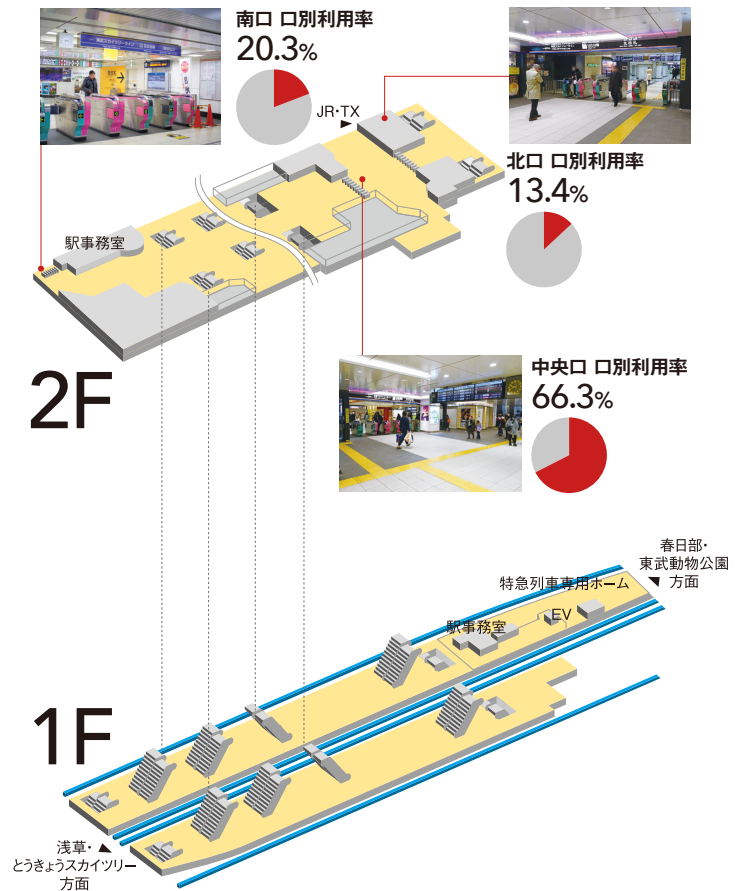 南口 口別利用率
20.3%
JR・TX
北口 口別利用率
13.4%
駅事務室
2F
中央口 口別利用率
66.3%
春日部・
東武動物公園
方面
特急列車専用ホーム
EV
駅事務室
1F
浅草・
とうきょうスカイツリー
方面